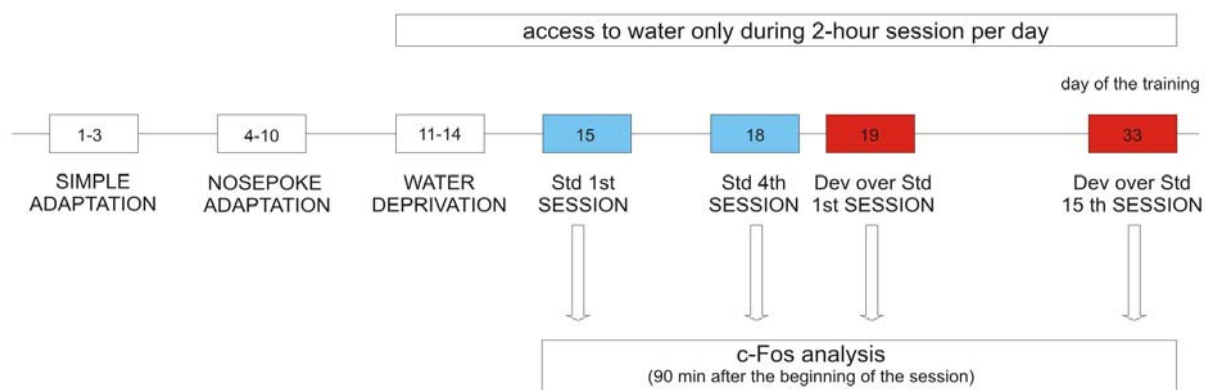 access to water only during 2-hour session per day
day of the training
1-3
4-10
11-14
15
18
19
33
SIMPLE
ADAPTATION
NOSEPOKE
ADAPTATION
WATER
DEPRIVATION
Std 1st
SESSION
Std 4th
SESSION
Dev over Std
1st SESSION
Dev over Std
15 th SESSION
c-Fos analysis
(90 min after the beginning of the session)